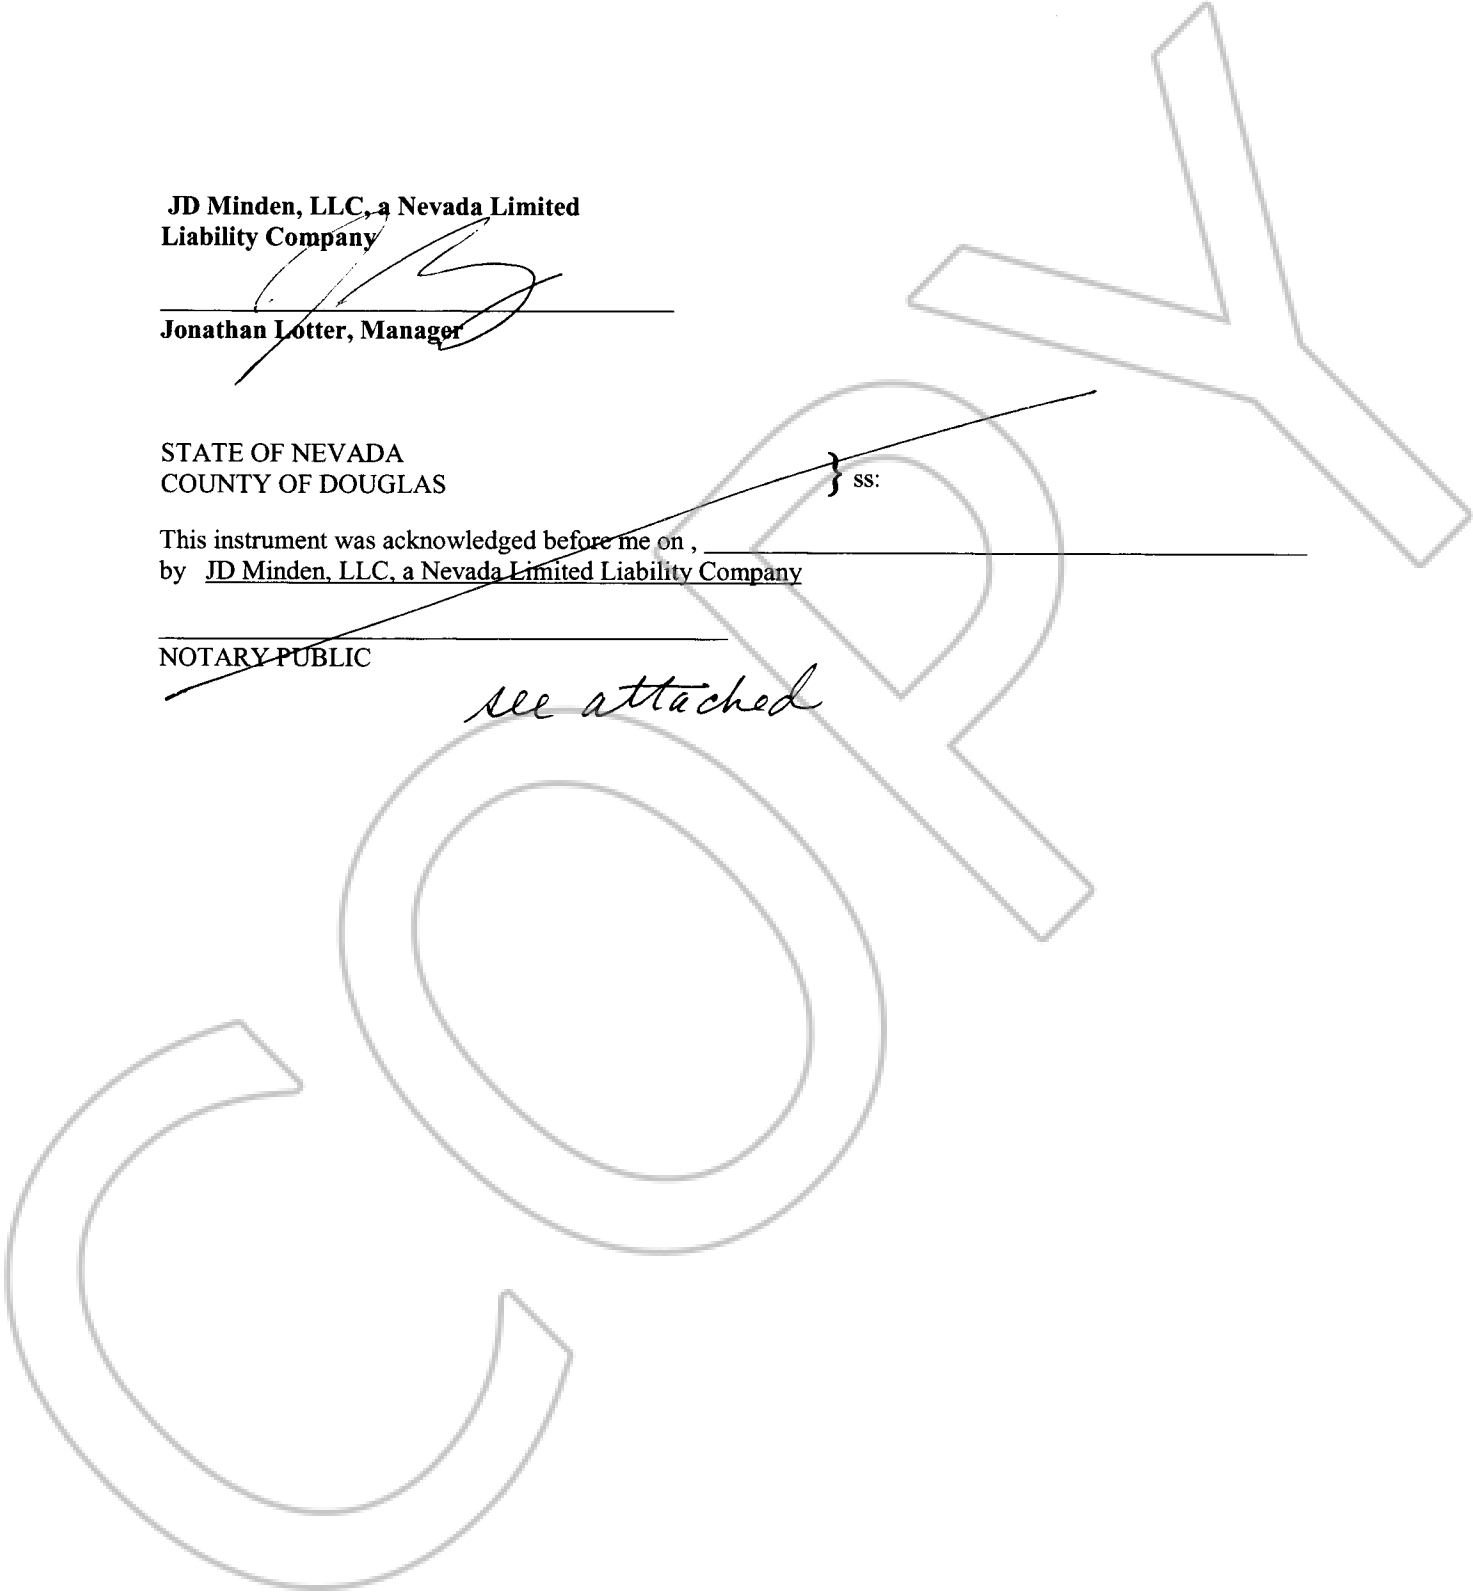 JD Minden, LLC, a Nevada Limited
Liability Company
Jonathan Lotter, Manager
STATE OF NEVADA
COUNTY OF DOUGLAS
} ss:
This instrument was acknowledged before me on ,
by JD Minden, LLC, a Nevada Limited Liability Company
NOTARY PUBLIC
see attached
COPY